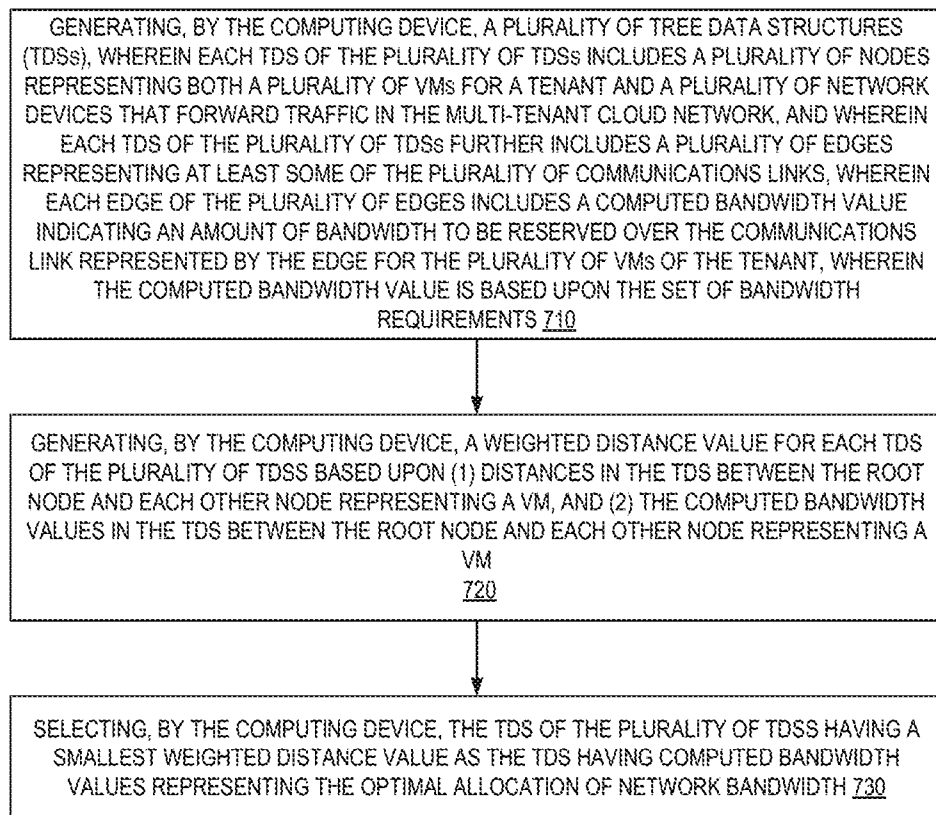 GENERATING, BY THE COMPUTING DEVICE, A PLURALITY OF TREE DATA STRUCTURES
(TDSs), WHEREIN EACH TDS OF THE PLURALITY OF TDSs INCLUDES A PLURALITY OF NODES
REPRESENTING BOTH A PLURALITY OF VMs FOR A TENANT AND A PLURALITY OF NETWORK
DEVICES THAT FORWARD TRAFFIC IN THE MULTI-TENANT CLOUD NETWORK, AND WHEREIN
EACH TDS OF THE PLURALITY OF TDSs FURTHER INCLUDES A PLURALITY OF EDGES
REPRESENTING AT LEAST SOME OF THE PLURALITY OF COMMUNICATIONS LINKS, WHEREIN
EACH EDGE OF THE PLURALITY OF EDGES INCLUDES A COMPUTED BANDWIDTH VALUE
INDICATING AN AMOUNT OF BANDWIDTH TO BE RESERVED OVER THE COMMUNICATIONS
LINK REPRESENTED BY THE EDGE FOR THE PLURALITY OF VMs OF THE TENANT, WHEREIN
THE COMPUTED BANDWIDTH VALUE IS BASED UPON THE SET OF BANDWIDTH
REQUIREMENTS 710
GENERATING, BY THE COMPUTING DEVICE, A WEIGHTED DISTANCE VALUE FOR EACH TDS
OF THE PLURALITY OF TDSS BASED UPON (1) DISTANCES IN THE TDS BETWEEN THE ROOT
NODE AND EACH OTHER NODE REPRESENTING A VM, AND (2) THE COMPUTED BANDWIDTH
VALUES IN THE TDS BETWEEN THE ROOT NODE AND EACH OTHER NODE REPRESENTING A
VM
720
SELECTING, BY THE COMPUTING DEVICE, THE TDS OF THE PLURALITY OF TDSS HAVING A
SMALLEST WEIGHTED DISTANCE VALUE AS THE TDS HAVING COMPUTED BANDWIDTH
VALUES REPRESENTING THE OPTIMAL ALLOCATION OF NETWORK BANDWIDTH 730